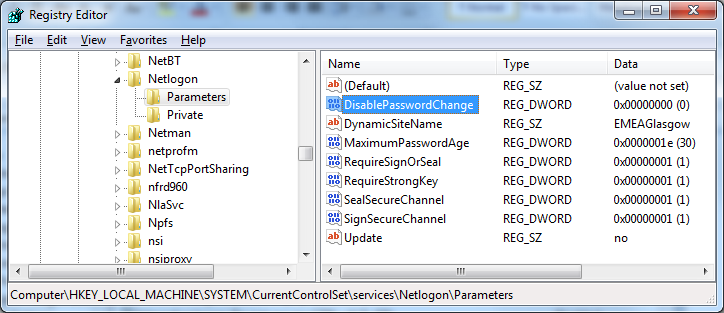 Registry Editor
File Edit View Favorites Help
NetBT
Netlogon
Parameters
Private
Netman
netprofm
NetTcpPortSharing
nfrd960
NlaSvc
Npfs
nsi
nsiproxy
Name Type Data
(Default) REG_SZ (value not set)
DisablePasswordChange REG_DWORD 0x00000000 (0)
DynamicSiteName REG_SZ EMEAGlasgow
MaximumPasswordAge REG_DWORD 0x0000001e (30)
RequireSignOrSeal REG_DWORD 0x00000001 (1)
RequireStrongKey REG_DWORD 0x00000001 (1)
SealSecureChannel REG_DWORD 0x00000001 (1)
SignSecureChannel REG_DWORD 0x00000001 (1)
Update REG_SZ no
Computer\HKEY_LOCAL_MACHINE\SYSTEM\CurrentControlSet\services\Netlogon\Parameters